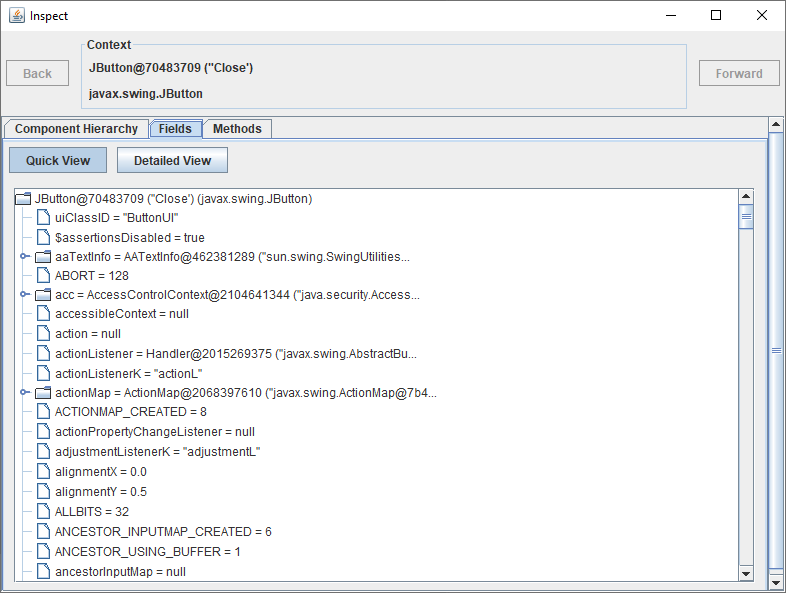 Inspect
Context
Back
JButton@70483709 ("Close')
Forward
javax.swing.JButton
Component Hierarchy
Fields
Methods
Quick View
Detailed View
JButton@70483709 ("Close') (javax.swing.JButton)
uiClassID = "ButtonUI"
$assertionsDisabled = true
aaTextInfo = AATextInfo@462381289 ("sun.swing.SwingUtilities...
ABORT = 128
acc = AccessControlContext@2104641344 ("java.security.Access...
accessibleContext = null
action = null
actionListener = Handler@2015269375 ("javax.swing.AbstractBu...
actionListenerK = "actionL"
actionMap = ActionMap@2068397610 ("javax.swing.ActionMap@7b4...
ACTIONMAP_CREATED = 8
actionPropertyChangeListener = null
adjustmentListenerK = "adjustmentL"
alignmentX = 0.0
alignmentY = 0.5
ALLBITS = 32
ANCESTOR_INPUTMAP_CREATED = 6
ANCESTOR_USING_BUFFER = 1
ancestorInputMap = null